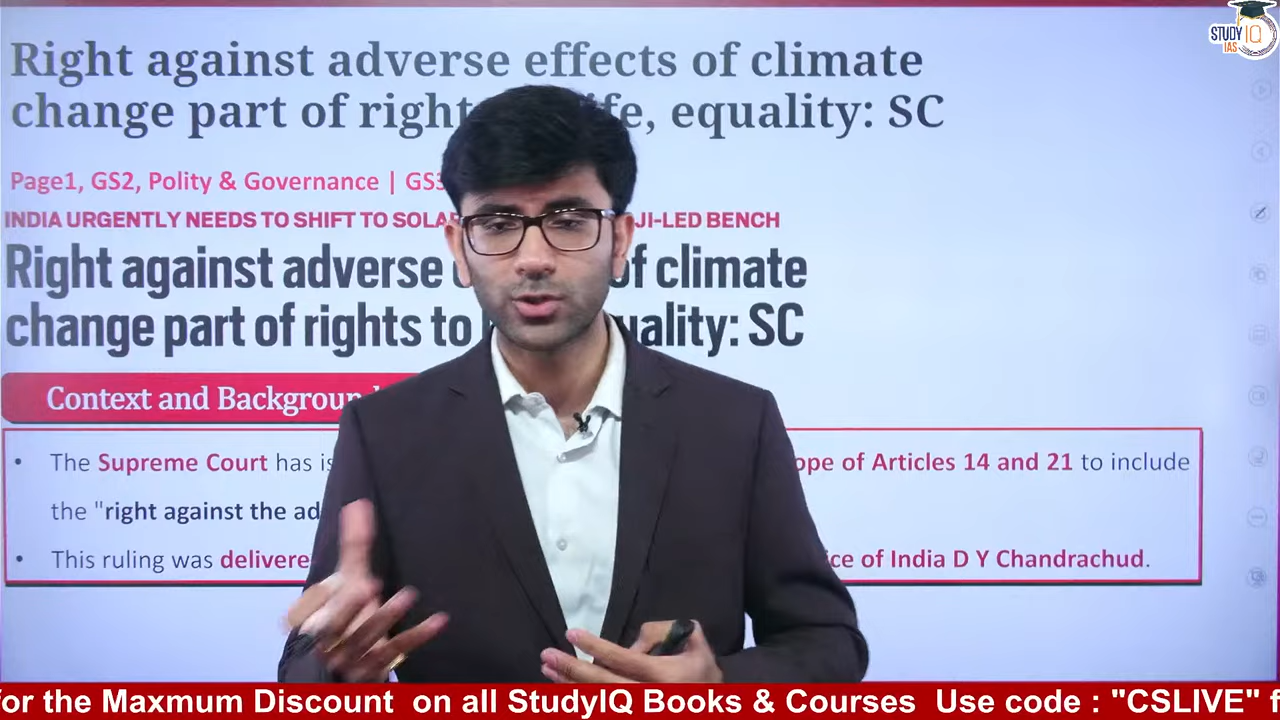 STUDY IQ
IAS
Right against adverse effects of climate
change part of right fe, equality: SC
Page1, GS2, Polity & Governance | GS3
INDIA URGENTLY NEEDS TO SHIFT TO SOLA JI-LED BENCH
Right against adverse of climate
change part of rights to uality: SC
Context and Backgroun
• The Supreme Court has is ope of Articles 14 and 21 to include
the "right against the ad
• This ruling was delivere ce of India D Y Chandrachud.
for the Maxmum Discount on all StudyIQ Books & Courses Use code : "CSLIVE" f